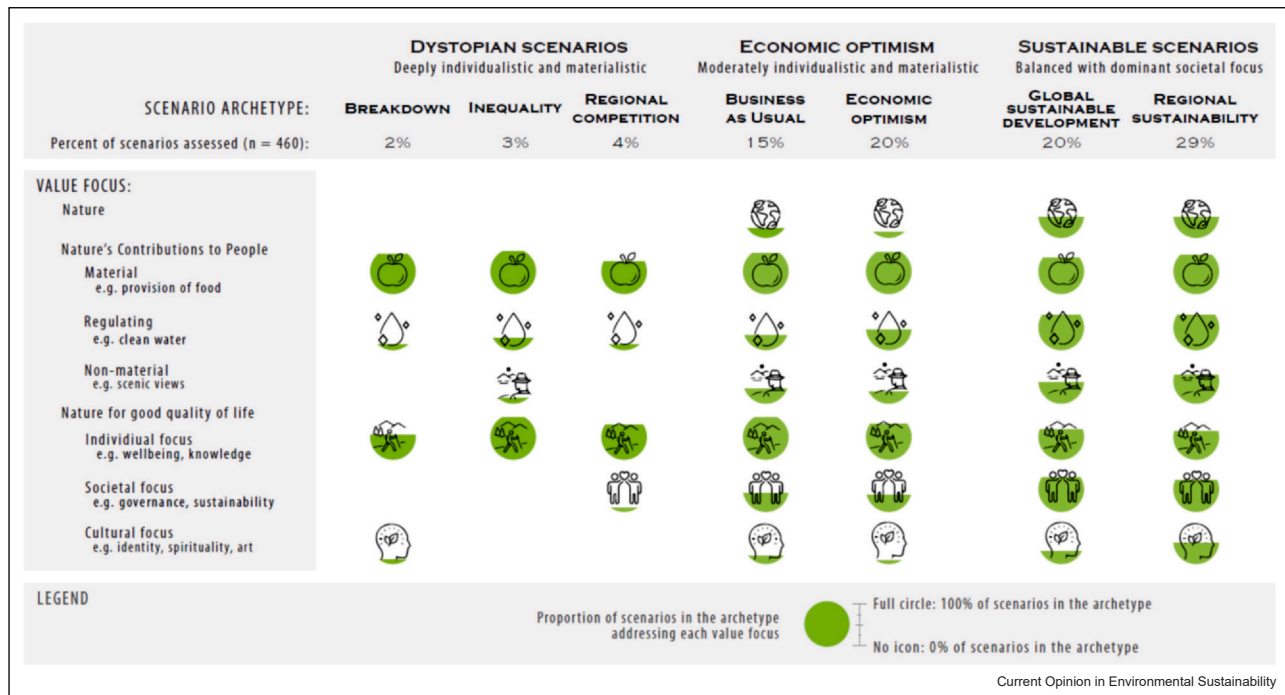 DYSTOPIAN SCENARIOS
Deeply individualistic and materialistic
ECONOMIC OPTIMISM
Moderately individualistic and materialistic
SUSTAINABLE SCENARIOS
Balanced with dominant societal focus
SCENARIO ARCHETYPE:
BREAKDOWN
INEQUALITY
REGIONAL
COMPETITION
BUSINESS
AS USUAL
ECONOMIC
OPTIMISM
GLOBAL
SUSTAINABLE
DEVELOPMENT
REGIONAL
SUSTAINABILITY
Percent of scenarios assessed (n = 460):
2%
3%
4%
15%
20%
20%
29%
VALUE FOCUS:
Nature
Nature's Contributions to People
Material
e.g. provision of food
Regulating
e.g. clean water
Non-material
e.g. scenic views
Nature for good quality of life
Individiual focus
e.g. wellbeing, knowledge
Societal focus
e.g. governance, sustainability
Cultural focus
e.g. identity, spirituality, art
LEGEND
Proportion of scenarios in the archetype
addressing each value focus
Full circle: 100% of scenarios in the archetype
No icon: 0% of scenarios in the archetype
Current Opinion in Environmental Sustainability